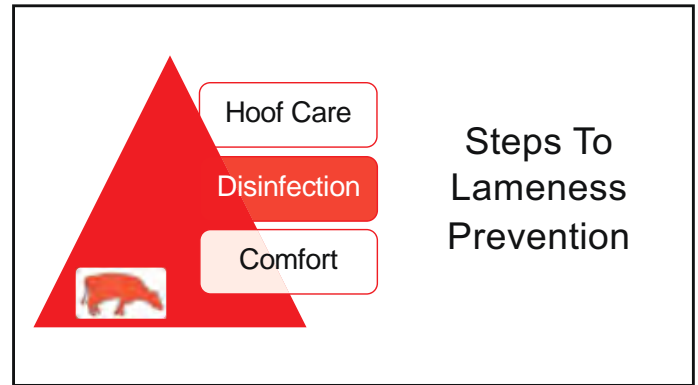 Hoof Care
Disinfection
Comfort
Steps To
Lameness
Prevention